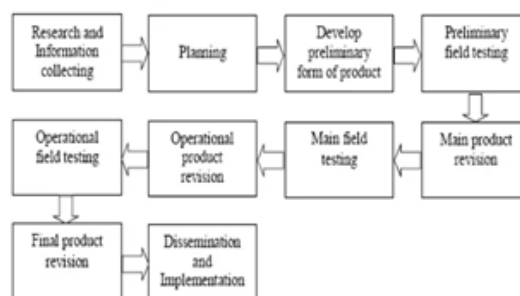 Research and
Information
collecting
Planning
Develop
preliminary
form of product
Preliminary
field testing
Main product
revision
Main field
testing
Operational
product
revision
Operational
field testing
Final product
revision
Dissemination
and
Implementation